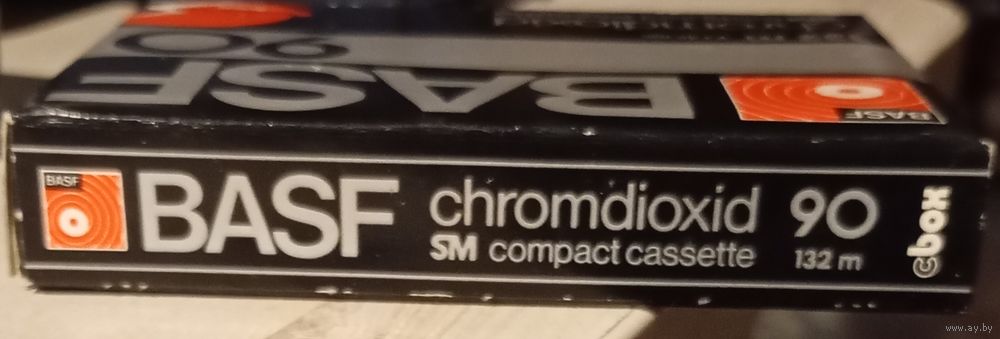 90
BASF
BASF
BASF
BASF
chromdioxid 90
SM compact cassette 132 m
cbox
www.ay.by